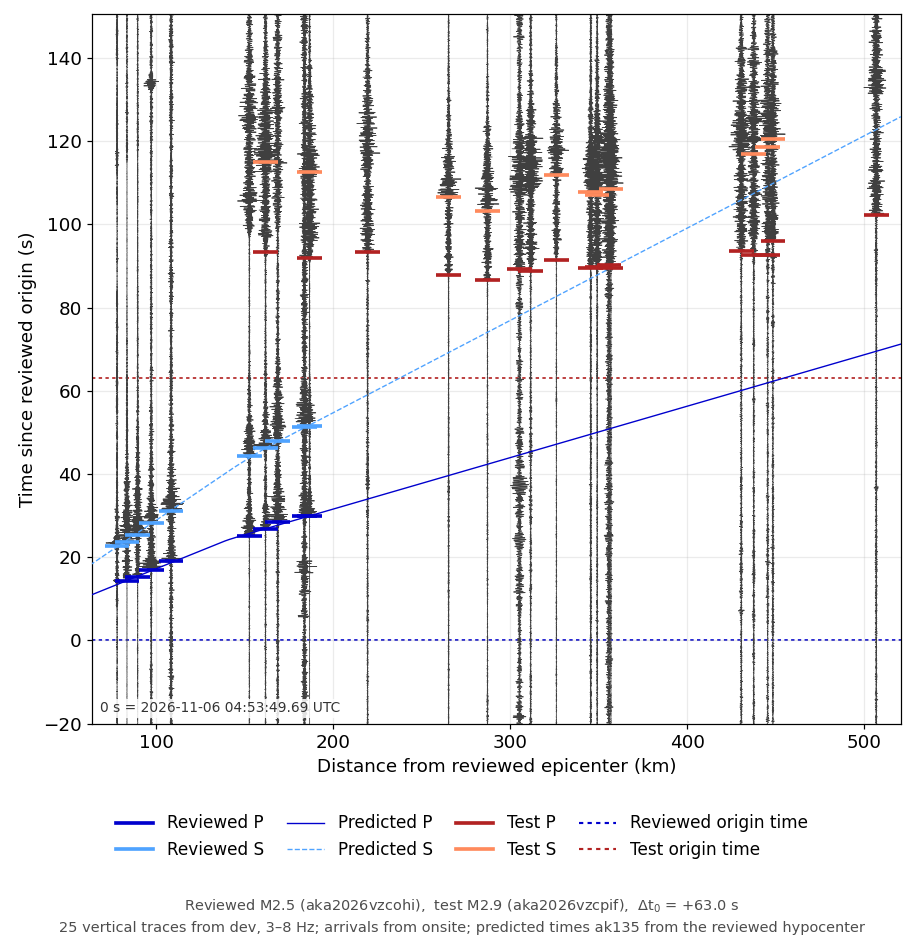 140
120
100
80
60
40
20
0
−20
Time since reviewed origin (s)
0 s = 2026-11-06 04:53:49.69 UTC
100 200 300 400 500
Distance from reviewed epicenter (km)
Reviewed P Predicted P Test P Reviewed origin time
Reviewed S Predicted S Test S Test origin time
Reviewed M2.5 (aka2026vzcohi), test M2.9 (aka2026vzcpif), Δt₀ = +63.0 s
25 vertical traces from dev, 3–8 Hz; arrivals from onsite; predicted times ak135 from the reviewed hypocenter